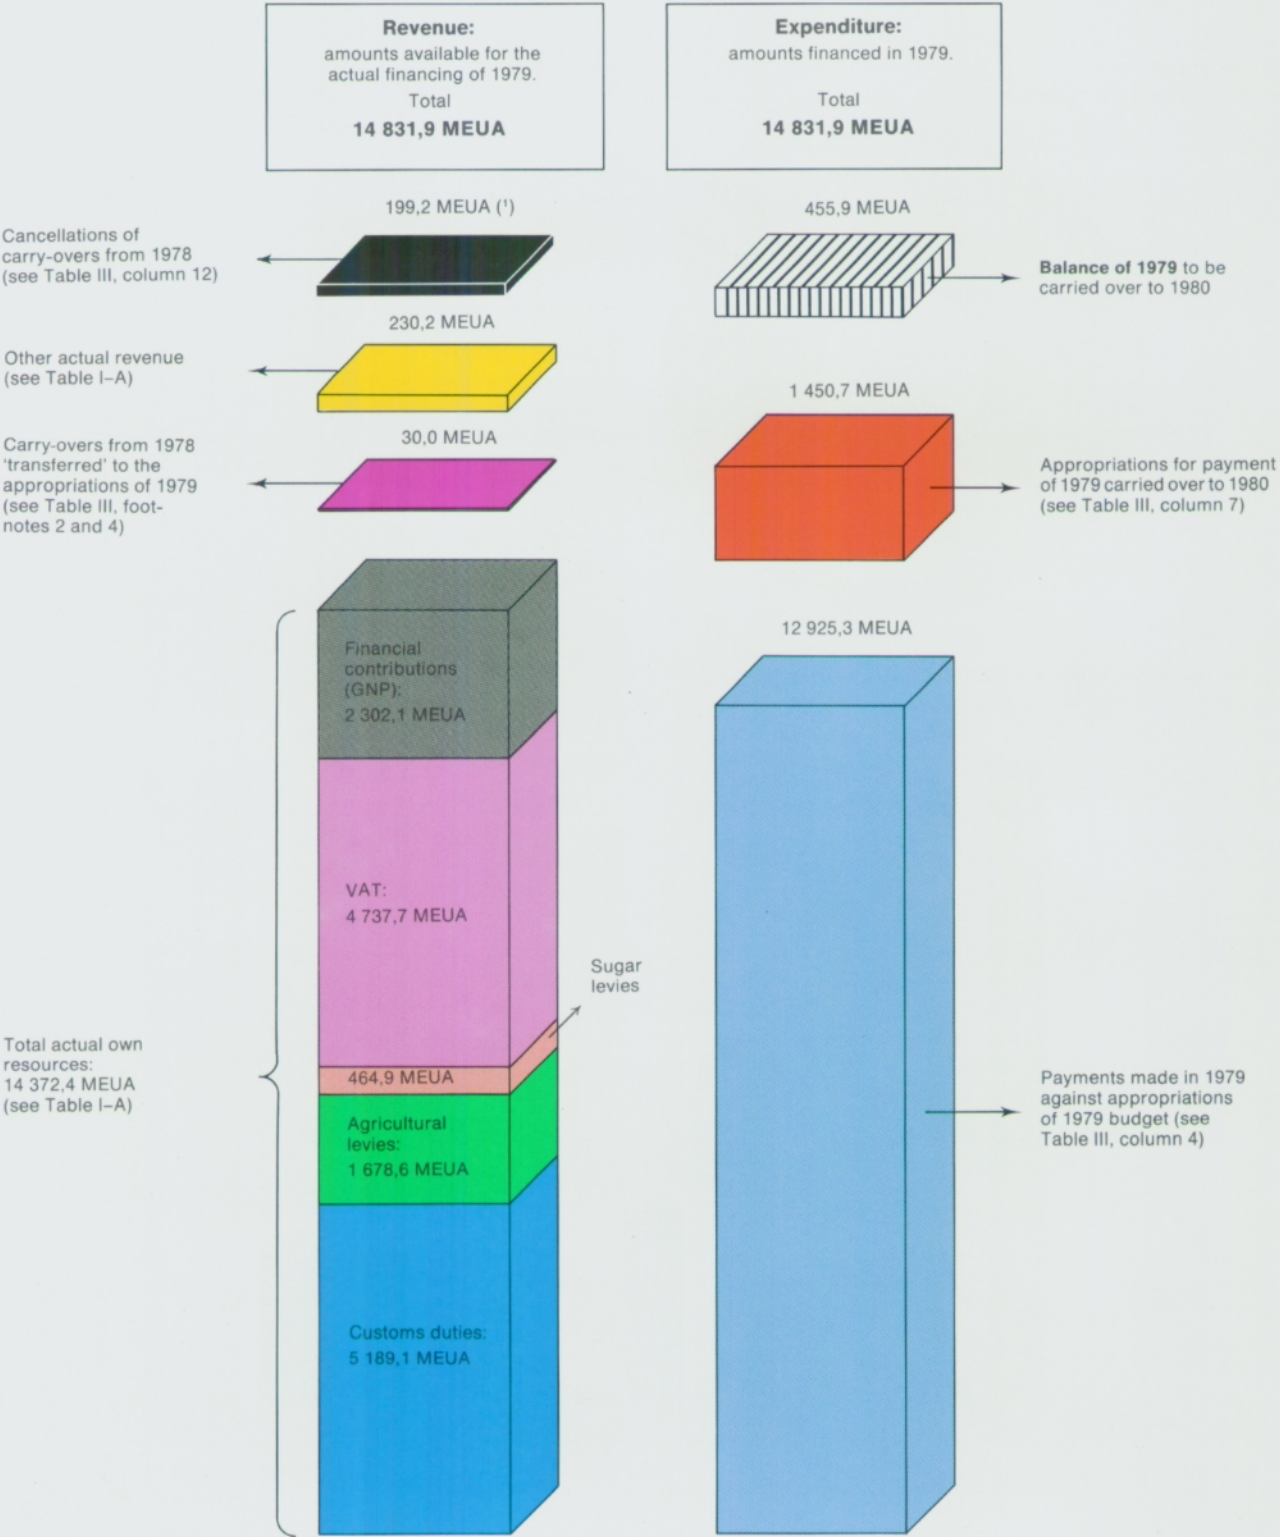 Revenue:
amounts available for the
actual financing of 1979.
Total
14 831,9 MEUA
Expenditure:
amounts financed in 1979.
Total
14 831,9 MEUA
199,2 MEUA (¹)
Cancellations of
carry-overs from 1978
(see Table III, column 12)
230,2 MEUA
Other actual revenue
(see Table I–A)
30,0 MEUA
Carry-overs from 1978
'transferred' to the
appropriations of 1979
(see Table III, foot-
notes 2 and 4)
Financial
contributions
(GNP):
2 302,1 MEUA
VAT:
4 737,7 MEUA
Sugar
levies
464,9 MEUA
Agricultural
levies:
1 678,6 MEUA
Customs duties:
5 189,1 MEUA
Total actual own
resources:
14 372,4 MEUA
(see Table I–A)
455,9 MEUA
Balance of 1979 to be
carried over to 1980
1 450,7 MEUA
Appropriations for payment
of 1979 carried over to 1980
(see Table III, column 7)
12 925,3 MEUA
Payments made in 1979
against appropriations
of 1979 budget (see
Table III, column 4)